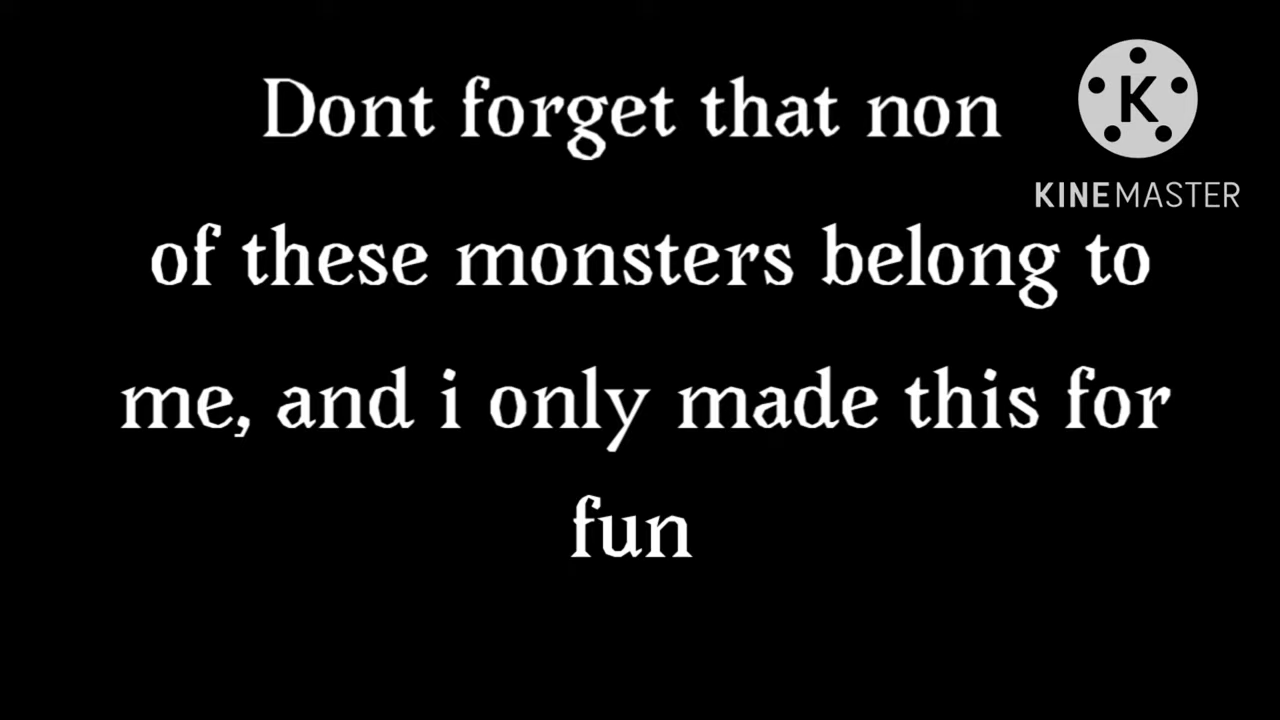 Dont forget that non
of these monsters belong to
me, and i only made this for
fun
K
KINEMASTER